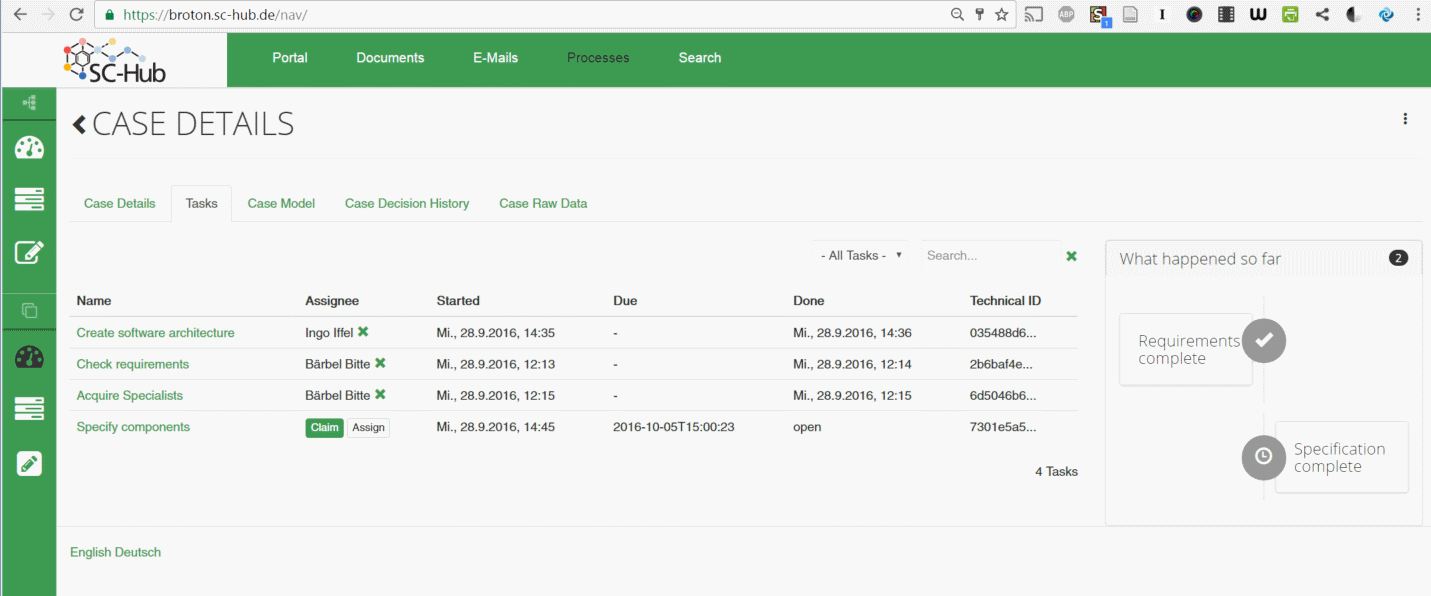 https://broton.sc-hub.de/nav/
ABP
S
1
I
W
SC-Hub
Portal Documents E-Mails Processes Search
CASE DETAILS
Case Details Tasks Case Model Case Decision History Case Raw Data
- All Tasks - Search...
What happened so far 2
Name Assignee Started Due Done Technical ID
Create software architecture Ingo Iffel Mi., 28.9.2016, 14:35 - Mi., 28.9.2016, 14:36 035488d6...
Check requirements Bärbel Bitte Mi., 28.9.2016, 12:13 - Mi., 28.9.2016, 12:14 2b6baf4e...
Acquire Specialists Bärbel Bitte Mi., 28.9.2016, 12:15 - Mi., 28.9.2016, 12:15 6d5046b6...
Specify components Claim Assign Mi., 28.9.2016, 14:45 2016-10-05T15:00:23 open 7301e5a5...
4 Tasks
Requirements
complete
Specification
complete
English Deutsch